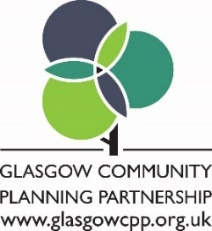 GLASGOW COMMUNITY
PLANNING PARTNERSHIP
www.glasgowcpp.org.uk